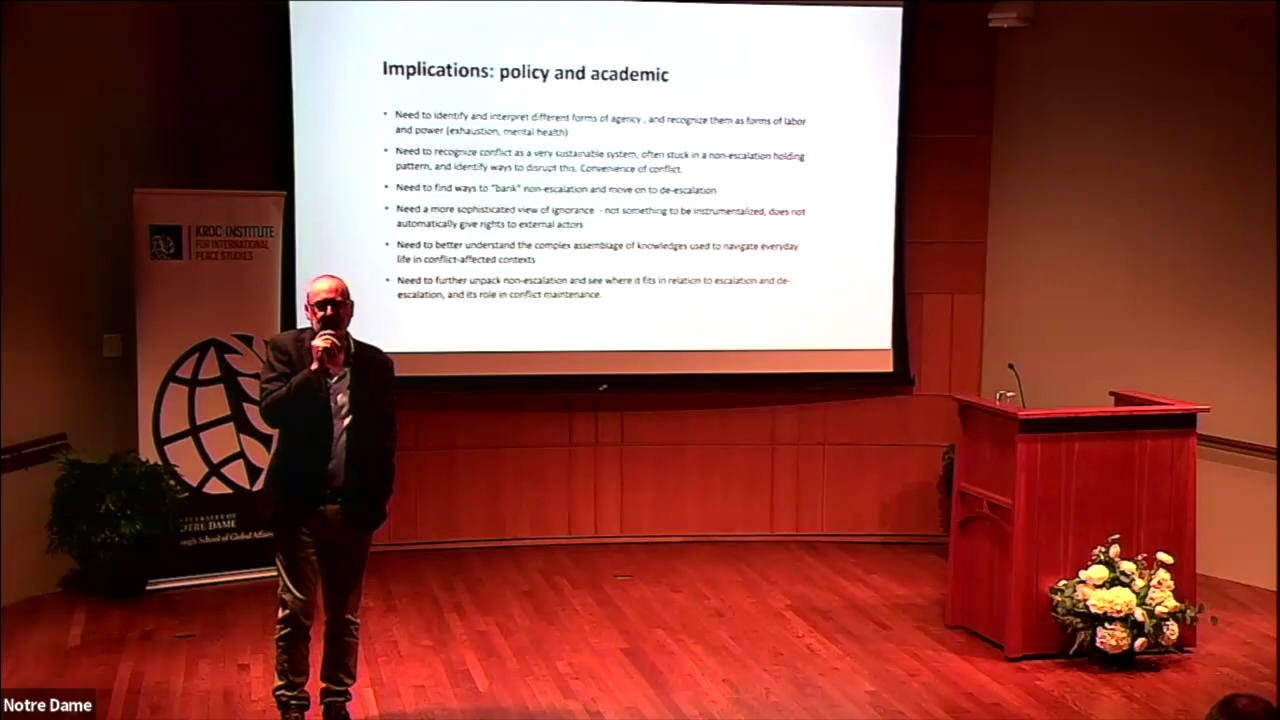 Implications: policy and academic
• Need to identify and interpret different forms of agency , and recognize them as forms of labor
and power (exhaustion, mental health)
• Need to recognize conflict as a very sustainable system, often stuck in a non-escalation holding
pattern, and identify ways to disrupt this. Convenience of conflict.
• Need to find ways to "bank" non-escalation and move on to de-escalation
• Need a more sophisticated view of ignorance - not something to be instrumentalized, does not
automatically give rights to external actors
• Need to better understand the complex assemblage of knowledges used to navigate everyday
life in conflict-affected contexts
• Need to further unpack non-escalation and see where it fits in relation to escalation and de-
escalation, and its role in conflict maintenance.
KROC INSTITUTE
FOR INTERNATIONAL
PEACE STUDIES
OTRE DAME
School of Global Affairs
Notre Dame